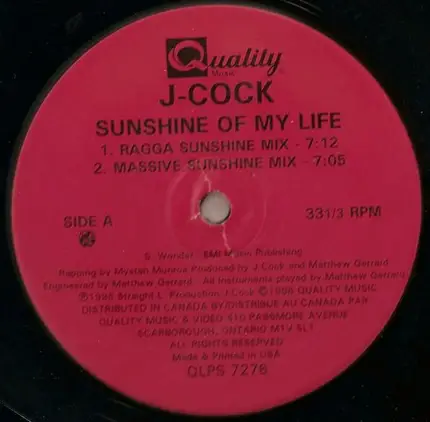 Quality
MUSIC
J-COCK
SUNSHINE OF MY LIFE
1. RAGGA SUNSHINE MIX - 7:12
2. MASSIVE SUNSHINE MIX - 7:05
SIDE A
33 1/3 RPM
S. Wonder EMI Music Publishing
Rapping by Mystah Munroa Produced by J Cock and Matthew Gerrard
Engineered by Matthew Gerrard All Instruments played by Matthew Gerrard
Ⓟ 1996 Straight L. Production J.Cock © 1996 QUALITY MUSIC
DISTRIBUTED IN CANADA BY/DISTRIBUE AU CANADA PAR
QUALITY MUSIC & VIDEO 510 PASSMORE AVENUE
SCARBOROUGH, ONTARIO M1V 5L1
ALL RIGHTS RESERVED
Made & Printed in USA
QLPS 7276